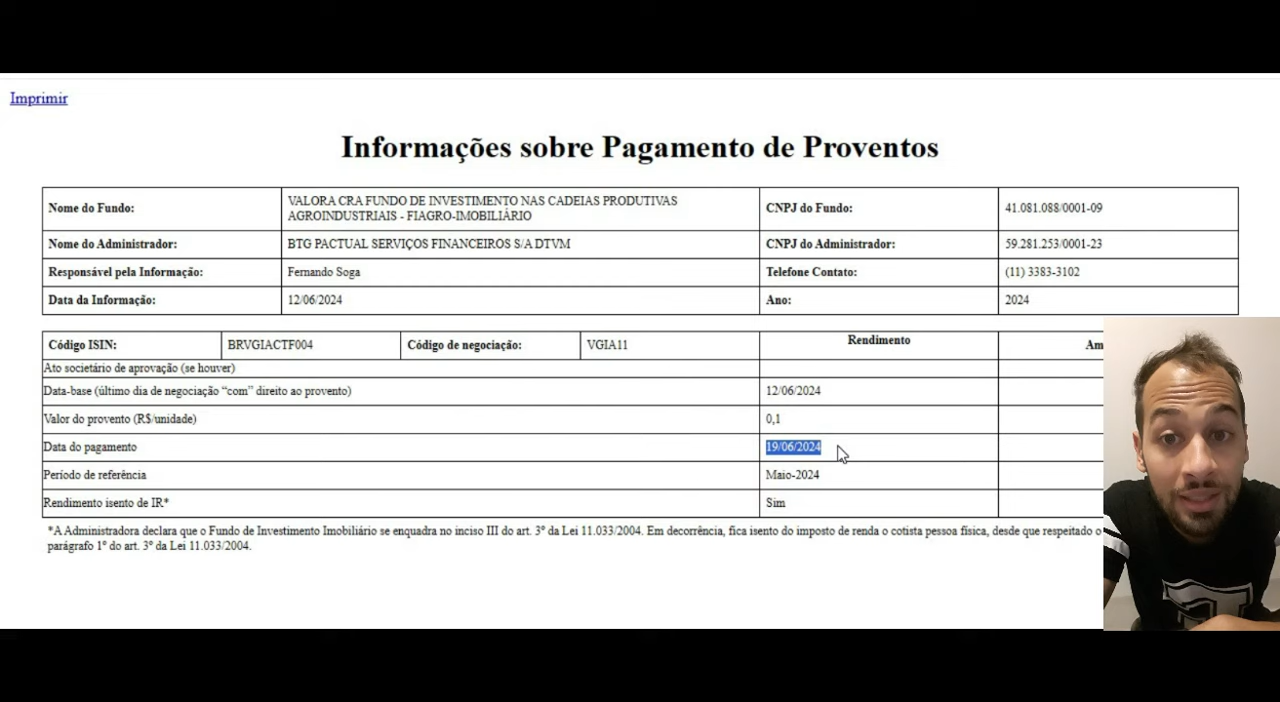 Imprimir
Informações sobre Pagamento de Proventos
Nome do Fundo: VALORA CRA FUNDO DE INVESTIMENTO NAS CADEIAS PRODUTIVAS AGROINDUSTRIAIS - FIAGRO-IMOBILIÁRIO CNPJ do Fundo: 41.081.088/0001-09
Nome do Administrador: BTG PACTUAL SERVIÇOS FINANCEIROS S/A DTVM CNPJ do Administrador: 59.281.253/0001-23
Responsável pela Informação: Fernando Soga Telefone Contato: (11) 3383-3102
Data da Informação: 12/06/2024 Ano: 2024
Código ISIN: BRVGIACTF004 Código de negociação: VGIA11 Rendimento Am
Ato societário de aprovação (se houver)
Data-base (último dia de negociação “com” direito ao provento) 12/06/2024
Valor do provento (R$/unidade) 0,1
Data do pagamento 19/06/2024
Período de referência Maio-2024
Rendimento isento de IR* Sim
*A Administradora declara que o Fundo de Investimento Imobiliário se enquadra no inciso III do art. 3º da Lei 11.033/2004. Em decorrência, fica isento do imposto de renda o cotista pessoa física, desde que respeitado o
parágrafo 1º do art. 3º da Lei 11.033/2004.